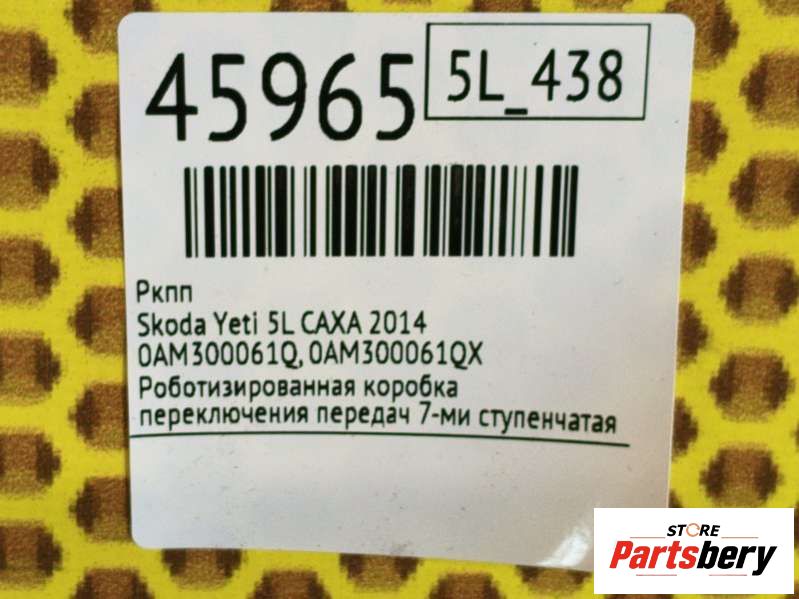 45965
5L_438
Ркпп
Skoda Yeti 5L CAXA 2014
0AM300061Q, 0AM300061QX
Роботизированная коробка
переключения передач 7-ми ступенчатая
STORE
Partsbery